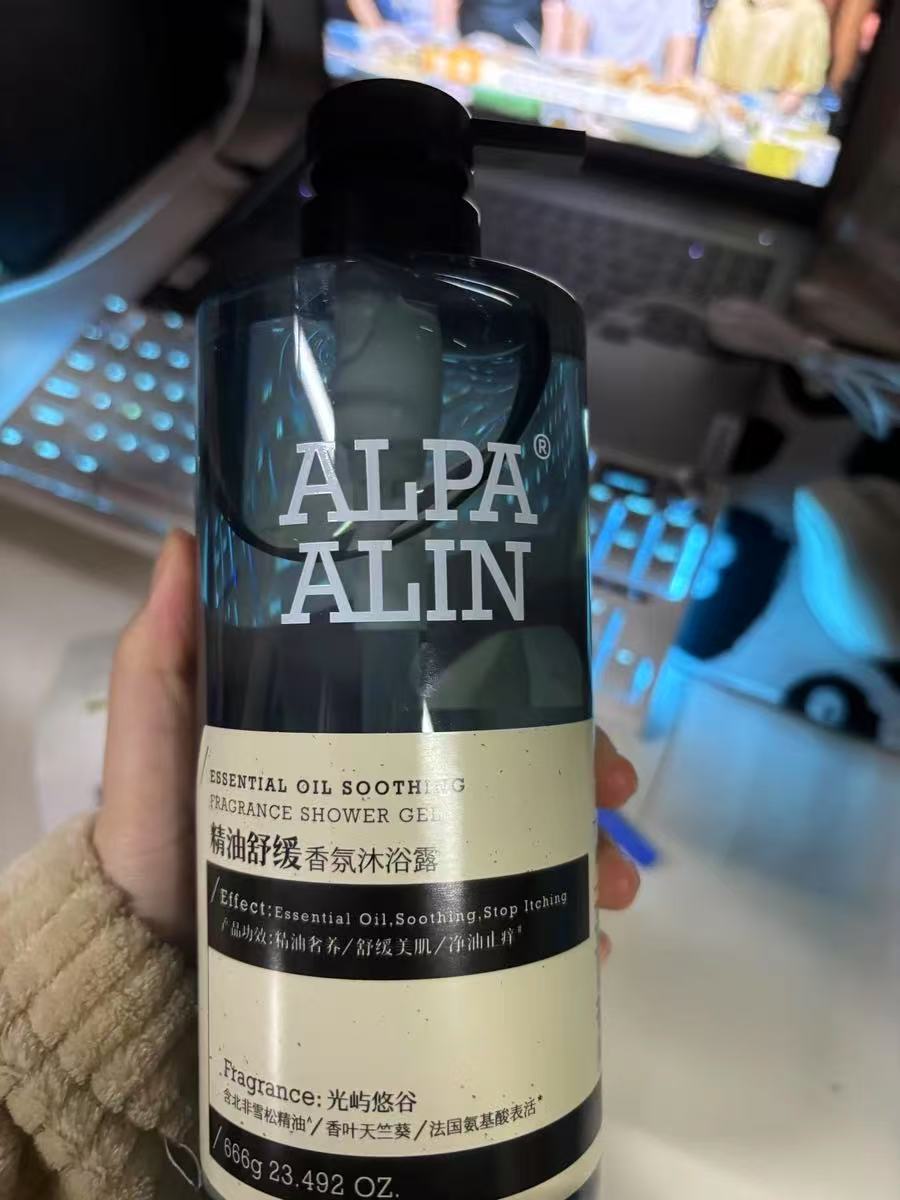 ALPA®
ALIN
/ESSENTIAL OIL SOOTHING
FRAGRANCE SHOWER GEL
精油舒缓香氛沐浴露
/Effect:Essential Oil,Soothing,Stop Itching
产品功效:精油奢养/舒缓美肌/净油止痒
Fragrance:光屿悠谷
含北非雪松精油^/香叶天竺葵/法国氨基酸表活*
/666g 23.492 OZ.